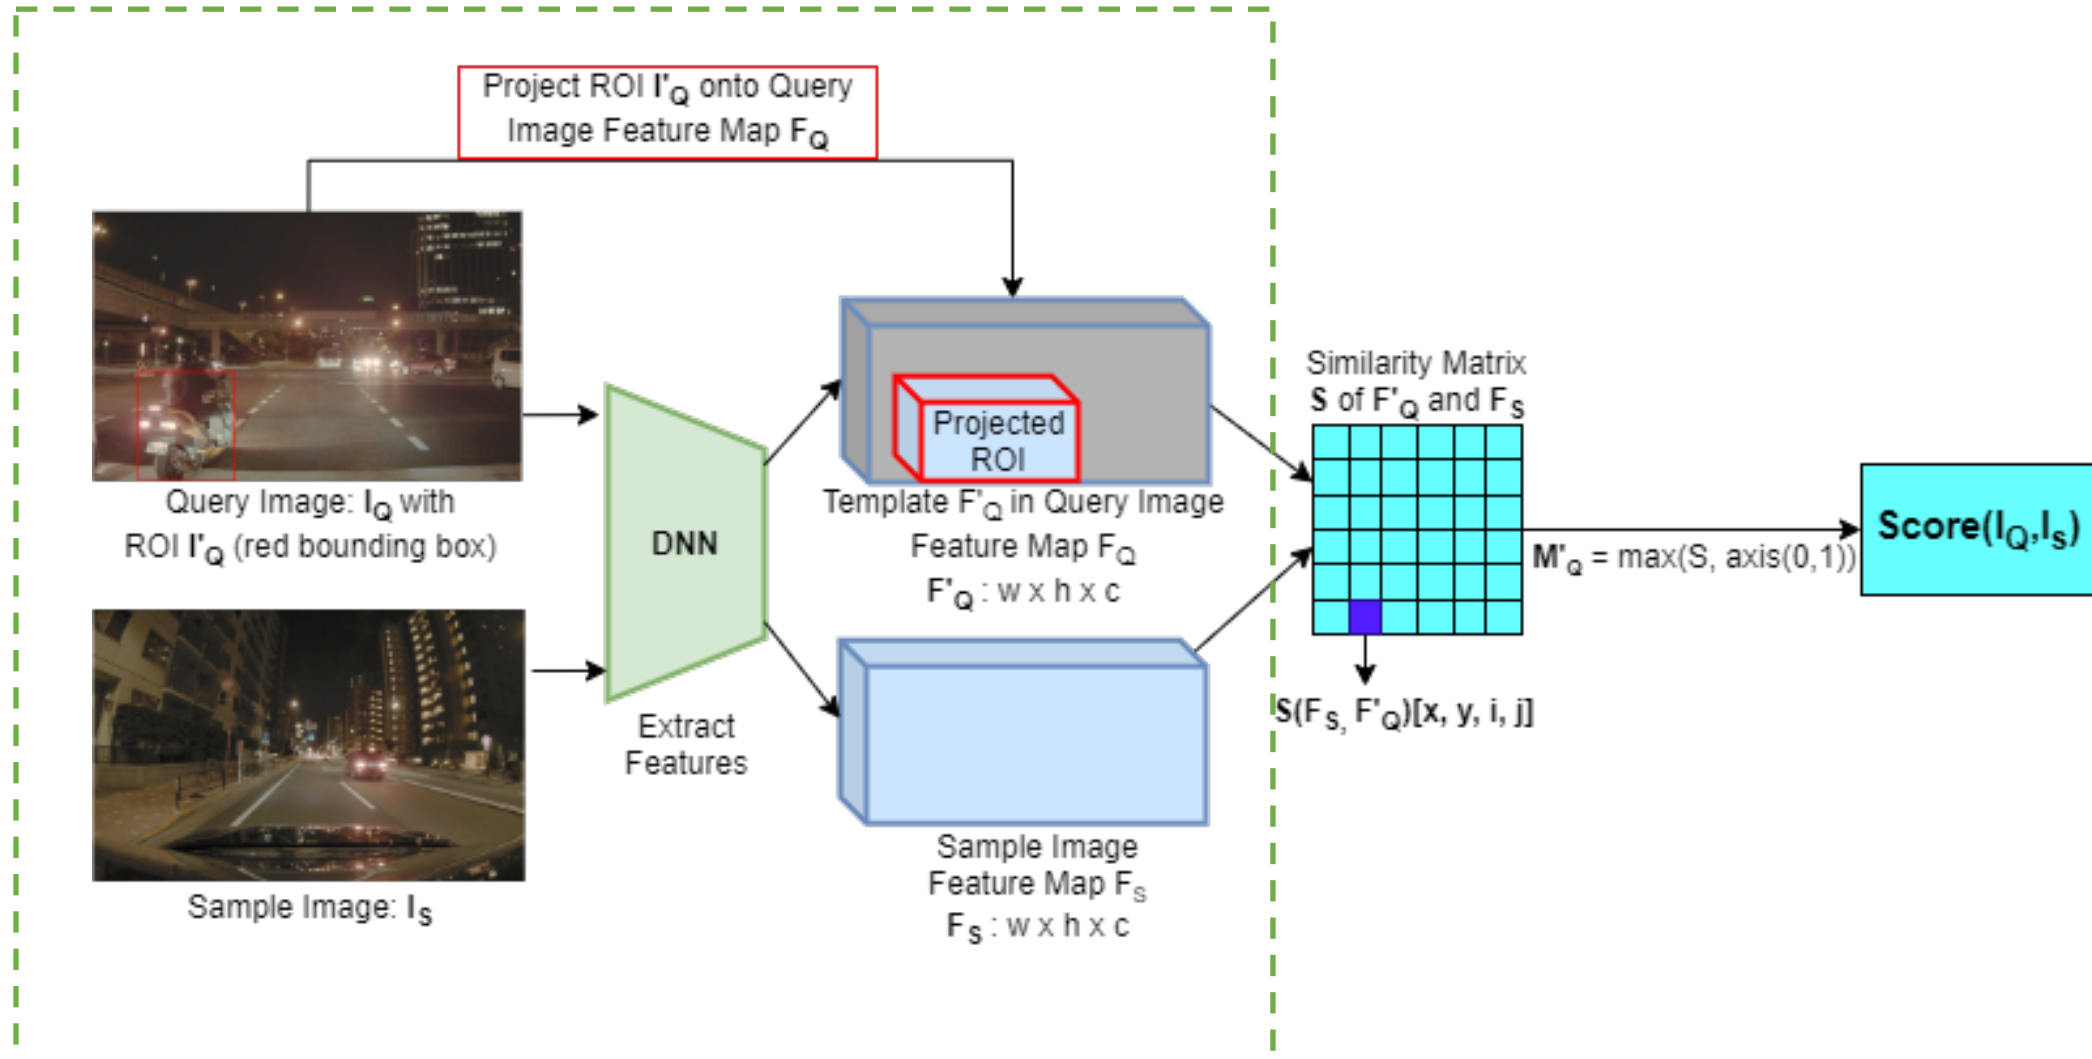 Project ROI I'Q onto Query
Image Feature Map FQ
Query Image: IQ with
ROI I'Q (red bounding box)
DNN
Extract
Features
Projected
ROI
Template F'Q in Query Image
Feature Map FQ
F'Q : w x h x c
Sample Image: IS
Sample Image
Feature Map FS
FS : w x h x c
Similarity Matrix
S of F'Q and FS
S(FS, F'Q)[x, y, i, j]
M'Q = max(S, axis(0,1))
Score(IQ,Is)